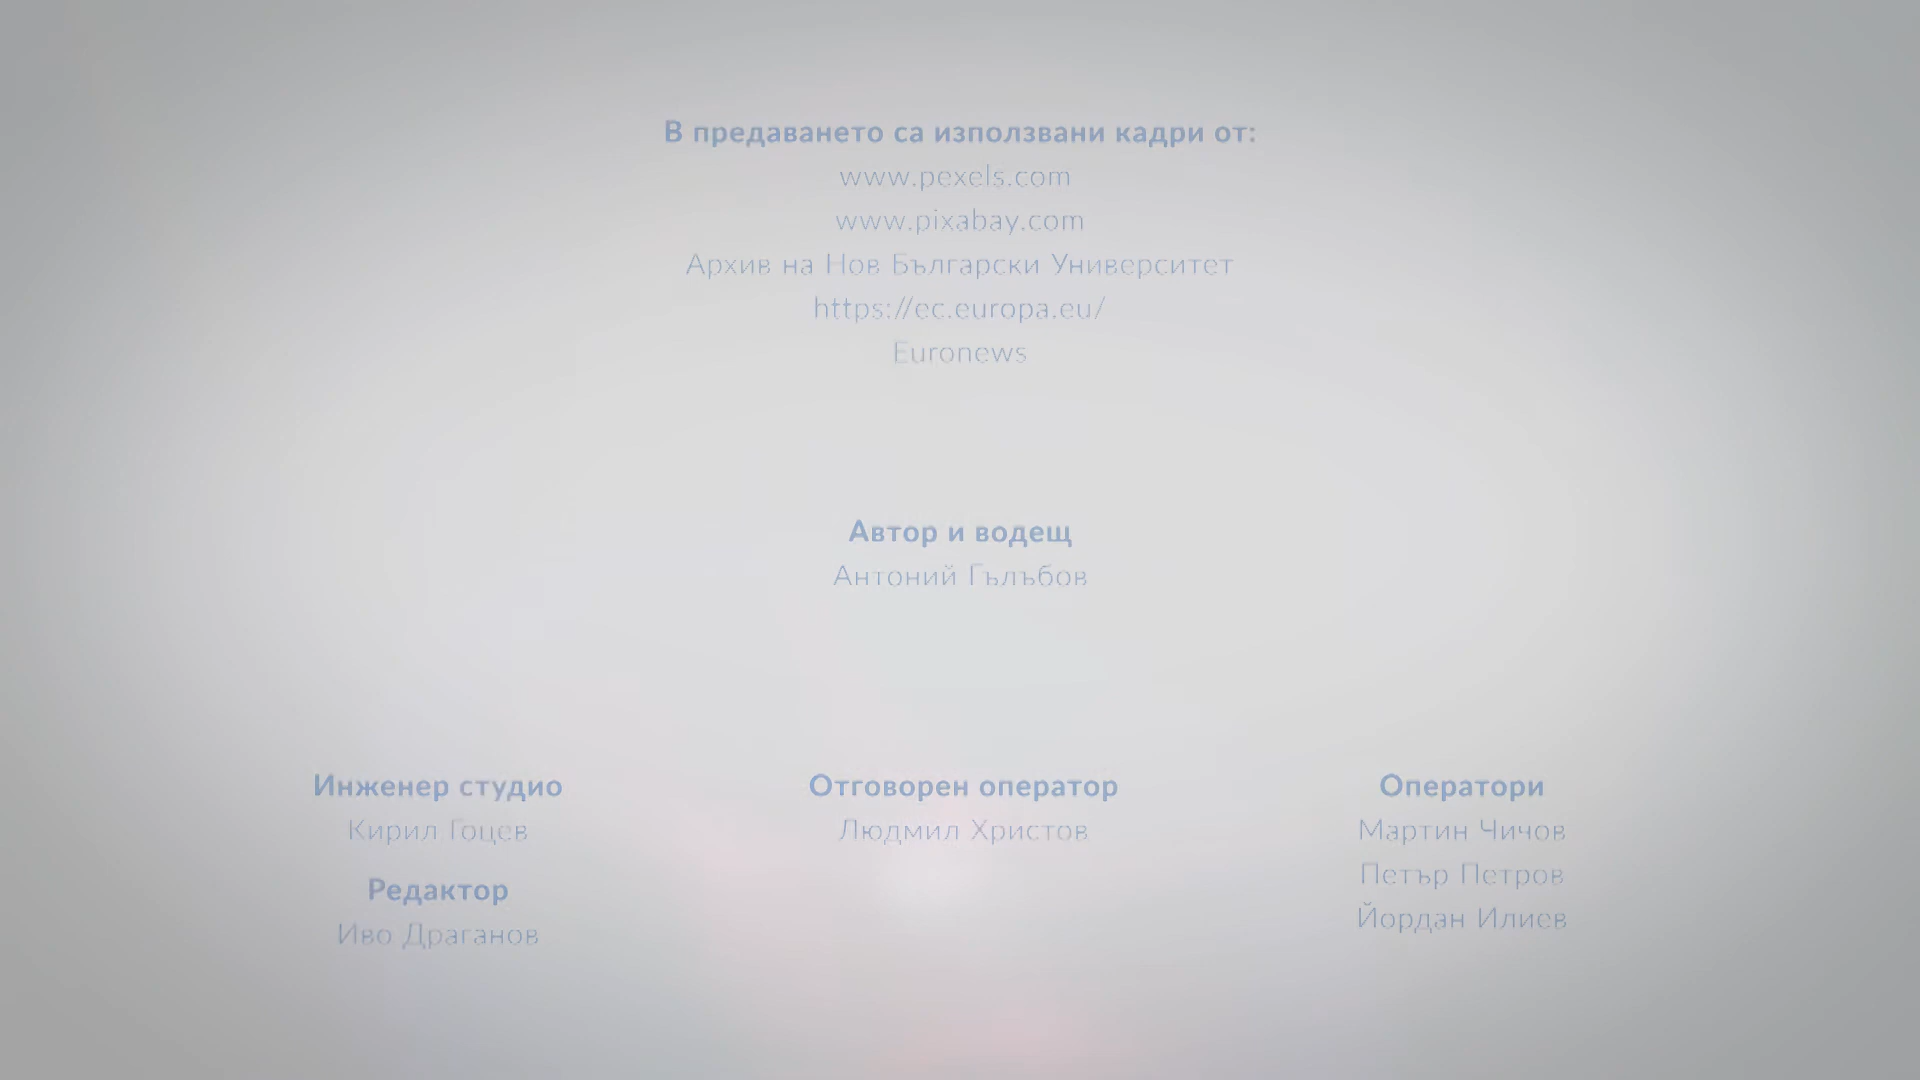 В предаването са използвани кадри от:
www.pexels.com
www.pixabay.com
Архив на Нов Български Университет
https://ec.europa.eu/
Euronews
Автор и водещ
Антоний Гълъбов
Инженер студио
Кирил Гоцев
Редактор
Иво Драганов
Отговорен оператор
Людмил Христов
Оператори
Мартин Чичов
Петър Петров
Йордан Илиев